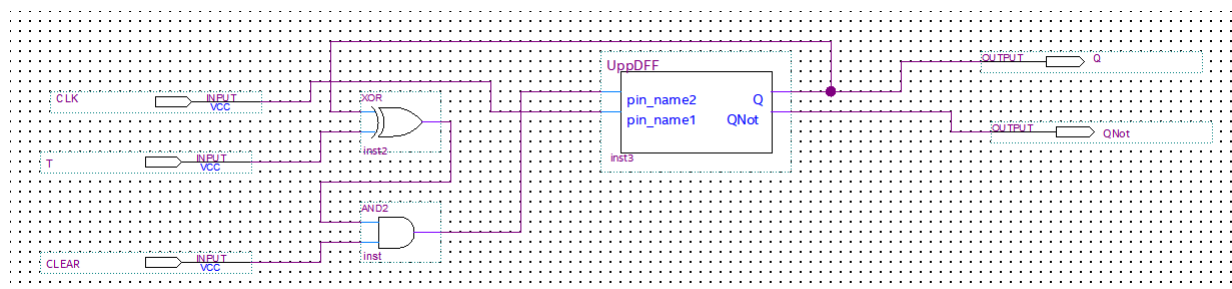 UppDFF
OUTPUT
Q
CLK
INPUT
VCC
XOR
pin_name2
Q
pin_name1
QNot
OUTPUT
QNot
T
INPUT
VCC
inst2
inst3
AND2
CLEAR
INPUT
VCC
inst